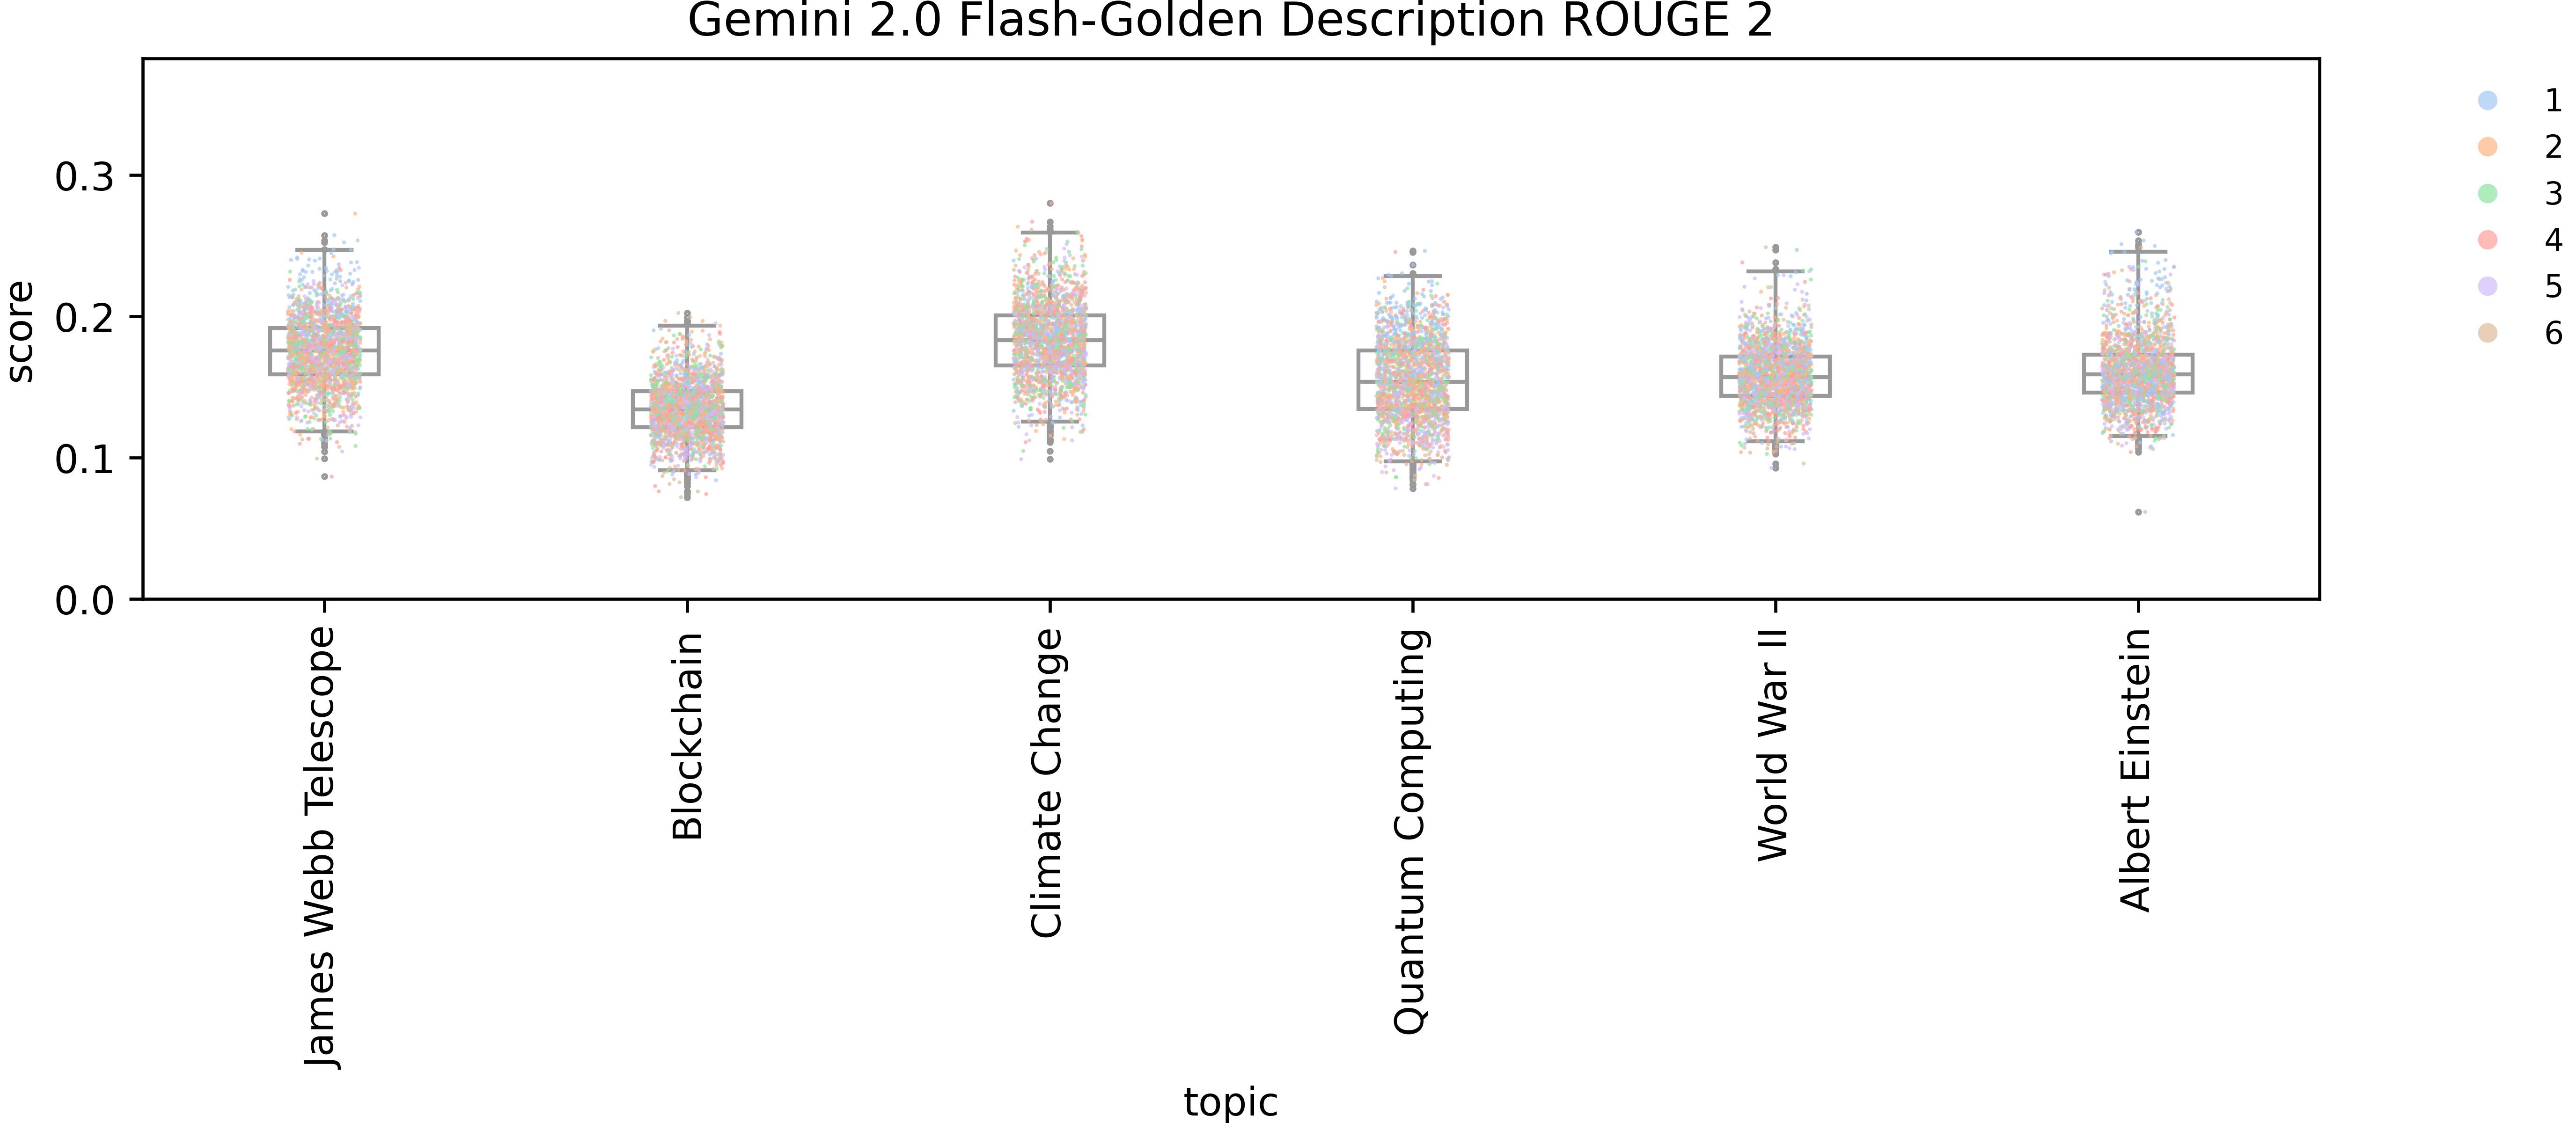 Gemini 2.0 Flash-Golden Description ROUGE 2
score
0.3
0.2
0.1
0.0
James Webb Telescope
Blockchain
Climate Change
Quantum Computing
World War II
Albert Einstein
topic
1
2
3
4
5
6